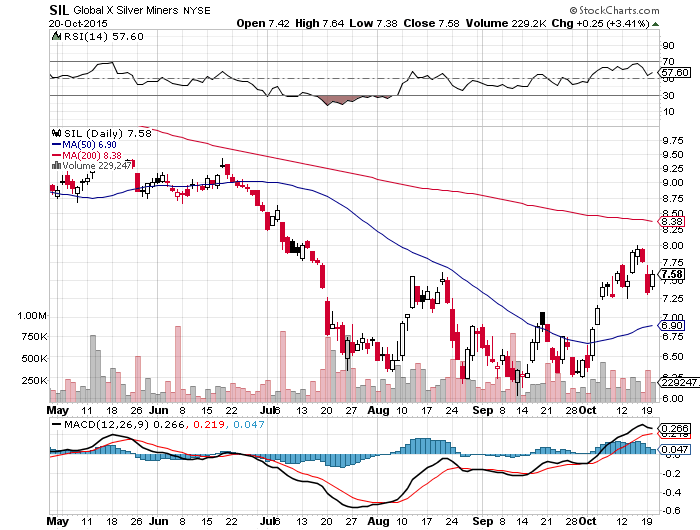 SIL Global X Silver Miners NYSE © StockCharts.com
20-Oct-2015 Open 7.42 High 7.64 Low 7.38 Close 7.58 Volume 229.2K Chg +0.25 (+3.41%)
RSI(14) 57.60
90
70
57.60
50
30
10
SIL (Daily) 7.58
MA(50) 6.90
MA(200) 8.38
Volume 229,247
9.75
9.50
9.25
9.00
8.75
8.50
8.38
8.25
8.00
7.75
7.58
7.50
7.25
7.00
1.00M
6.90
750K
6.75
500K
6.50
250K
6.25
229247
6.00
May 11 18 26 Jun 8 15 22 Jul 6 13 20 27 Aug 10 17 24 Sep 8 14 21 28 Oct 12 19
MACD(12,26,9) 0.266, 0.219, 0.047
0.266
0.219
0.047
0.0
-0.2
-0.4
-0.6
May 11 18 26 Jun 8 15 22 Jul 6 13 20 27 Aug 10 17 24 Sep 8 14 21 28 Oct 12 19